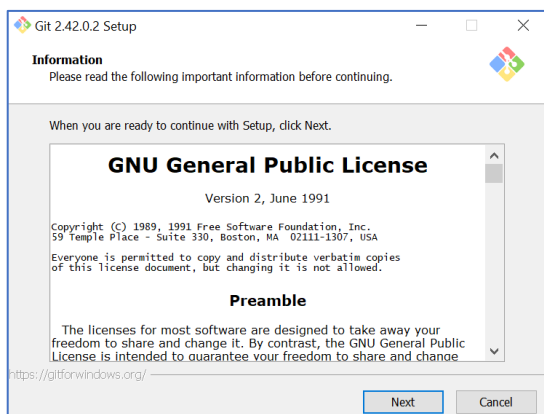 Git 2.42.0.2 Setup
Information
Please read the following important information before continuing.
When you are ready to continue with Setup, click Next.
GNU General Public License
Version 2, June 1991
Copyright (C) 1989, 1991 Free Software Foundation, Inc.
59 Temple Place - Suite 330, Boston, MA 02111-1307, USA
Everyone is permitted to copy and distribute verbatim copies
of this license document, but changing it is not allowed.
Preamble
The licenses for most software are designed to take away your
freedom to share and change it. By contrast, the GNU General Public
License is intended to guarantee your freedom to share and change
https://gitforwindows.org/
Next
Cancel